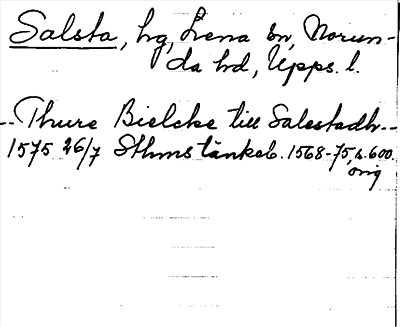 Salsta, hg, Lena sn, Norun-
da hd, Upps. l.
-- Thure Bielcke till Salestadh --
1575 26/7 Sthms tänkeb. 1568-75, s. 600.
orig